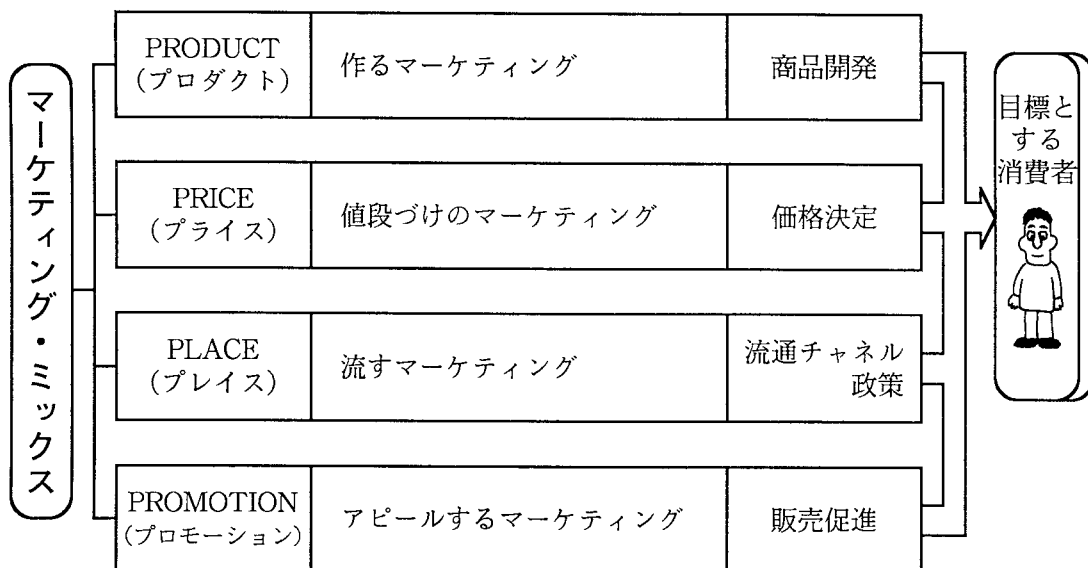 マーケティング・ミックス
PRODUCT
(プロダクト)
作るマーケティング
商品開発
PRICE
(プライス)
値段づけのマーケティング
価格決定
PLACE
(プレイス)
流すマーケティング
流通チャネル
政策
PROMOTION
(プロモーション)
アピールするマーケティング
販売促進
目標と
する
消費者